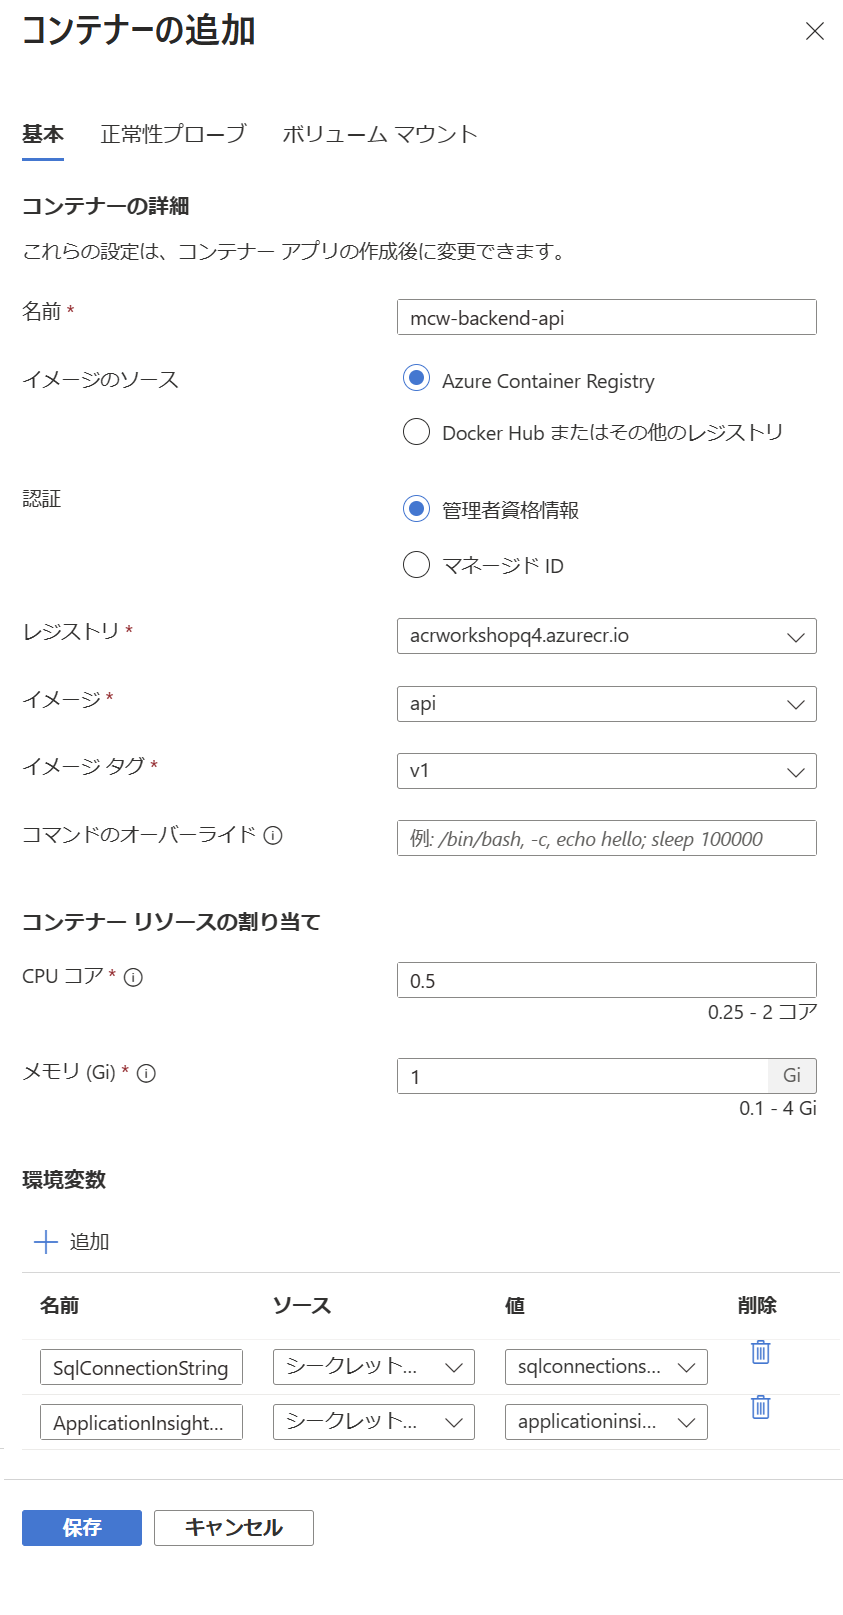 コンテナーの追加
基本 正常性プローブ ボリューム マウント
コンテナーの詳細
これらの設定は、コンテナー アプリの作成後に変更できます。
名前 * mcw-backend-api
イメージのソース Azure Container Registry
Docker Hub またはその他のレジストリ
認証 管理者資格情報
マネージド ID
レジストリ * acrworkshopq4.azurecr.io
イメージ * api
イメージ タグ * v1
コマンドのオーバーライド 例: /bin/bash, -c, echo hello; sleep 100000
コンテナー リソースの割り当て
CPU コア * 0.5
0.25 - 2 コア
メモリ (Gi) * 1 Gi
0.1 - 4 Gi
環境変数
追加
名前 ソース 値 削除
SqlConnectionString シークレット... sqlconnections...
ApplicationInsight... シークレット... applicationinsi...
保存 キャンセル